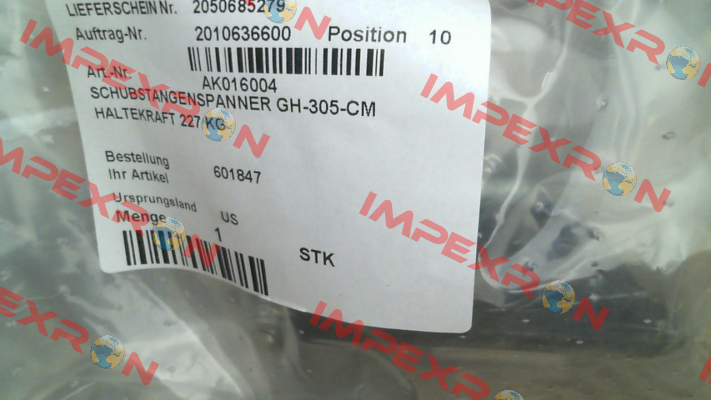 LIEFERSCHEIN Nr. 2050685279
Auftrag-Nr. 2010636600 Position 10
Art.-Nr. AK016004
SCHUBSTANGENSPANNER GH-305-CM
HALTEKRAFT 227 KG
Bestellung
Ihr Artikel 601847
Ursprungsland US
Menge 1 STK
IMPEXRON
IMPEXRON
IMPEXRON
IMPEXRON
IMPEXRON
IMPEXRON